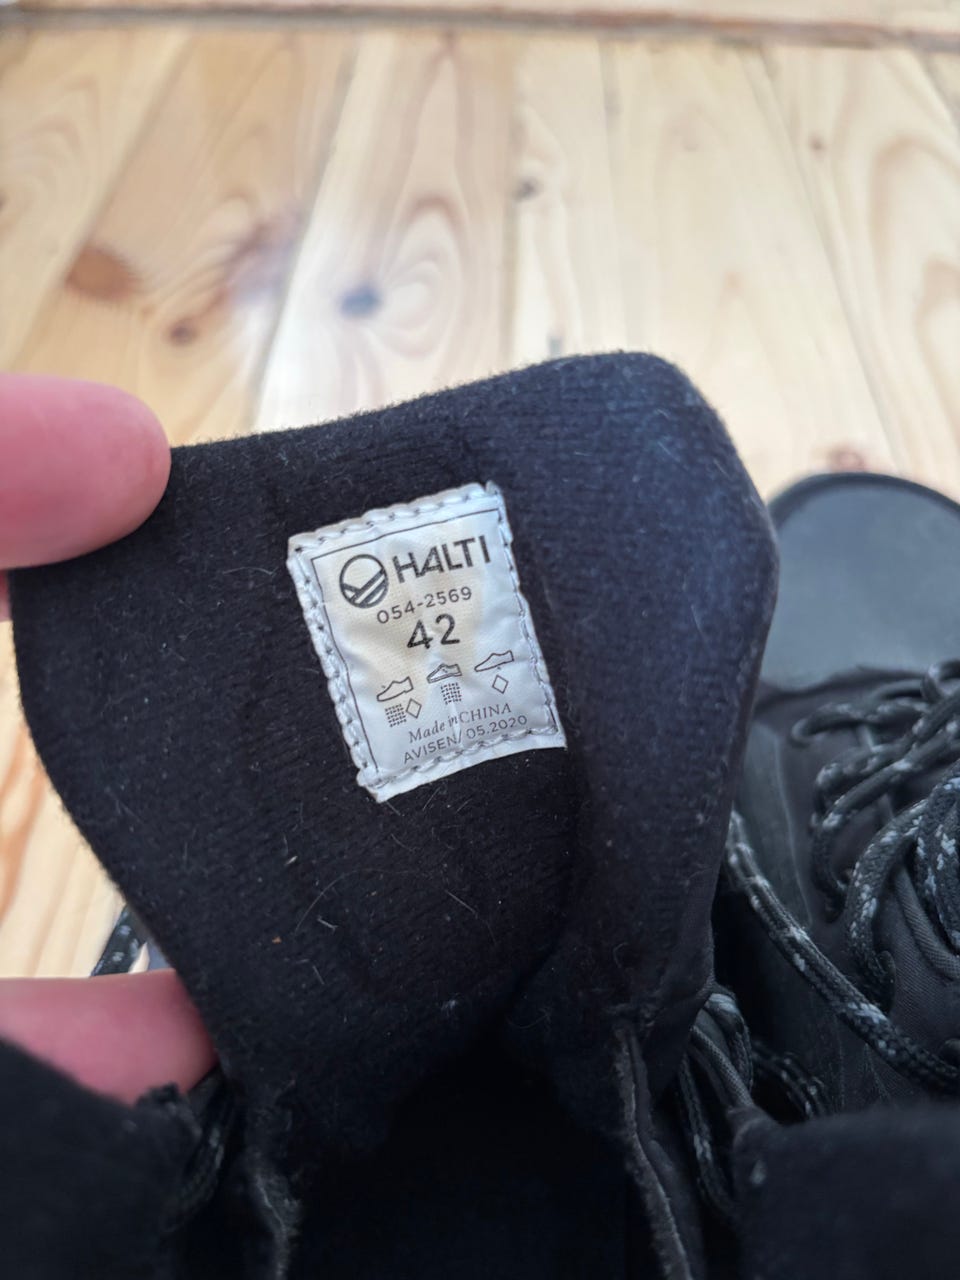 HALTI
054-2569
42
Made in CHINA
AVISEN/ 05.2020